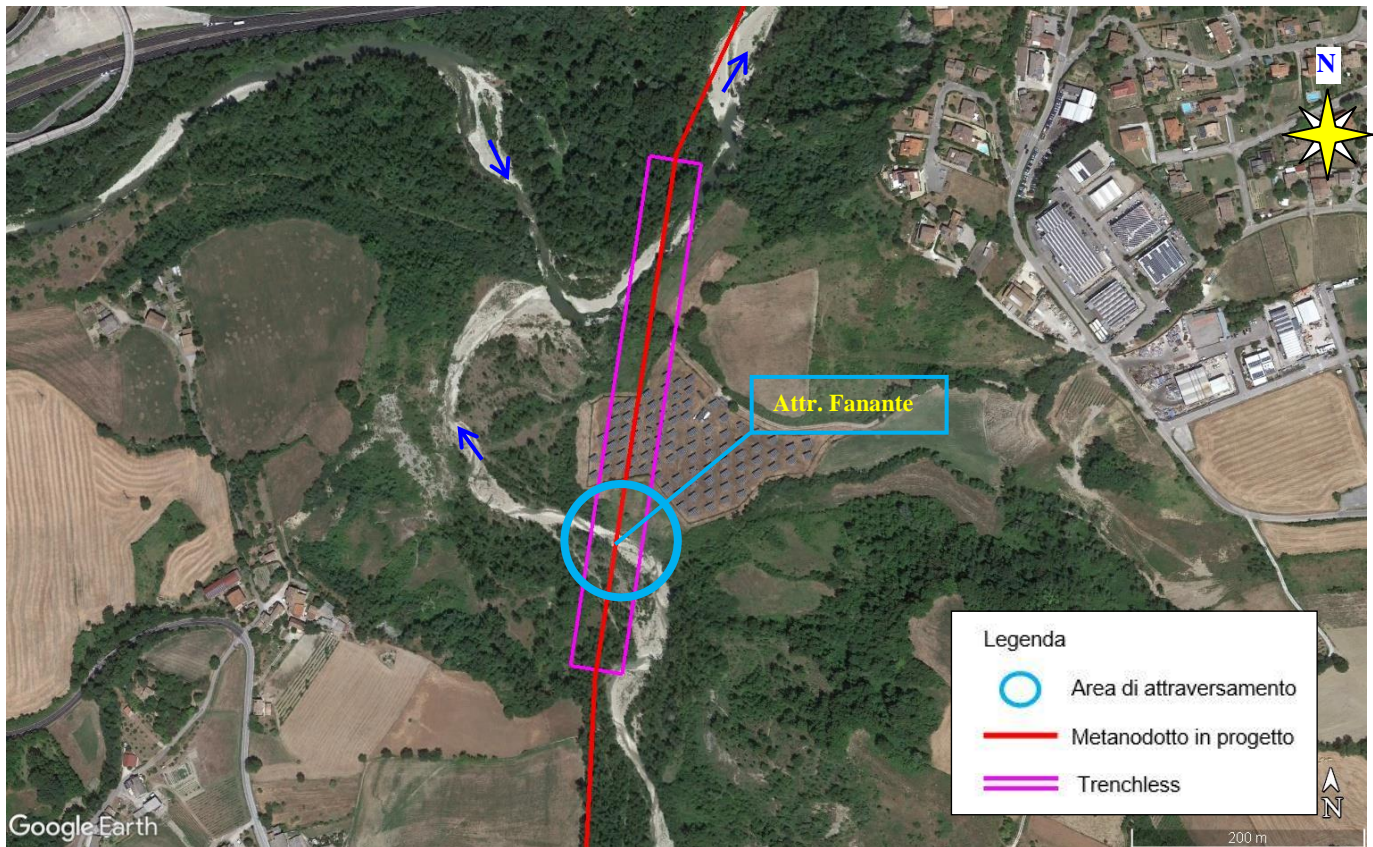 N
Attr. Fanante
Legenda
Area di attraversamento
Metanodotto in progetto
Trenchless
N
Google Earth
200 m